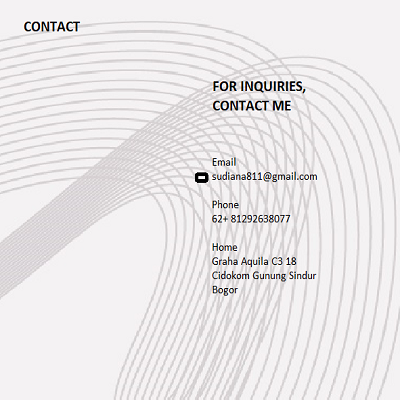 CONTACT
FOR INQUIRIES,
CONTACT ME
Email
sudiana811@gmail.com
Phone
62+ 81292638077
Home
Graha Aquila C3 18
Cidokom Gunung Sindur
Bogor